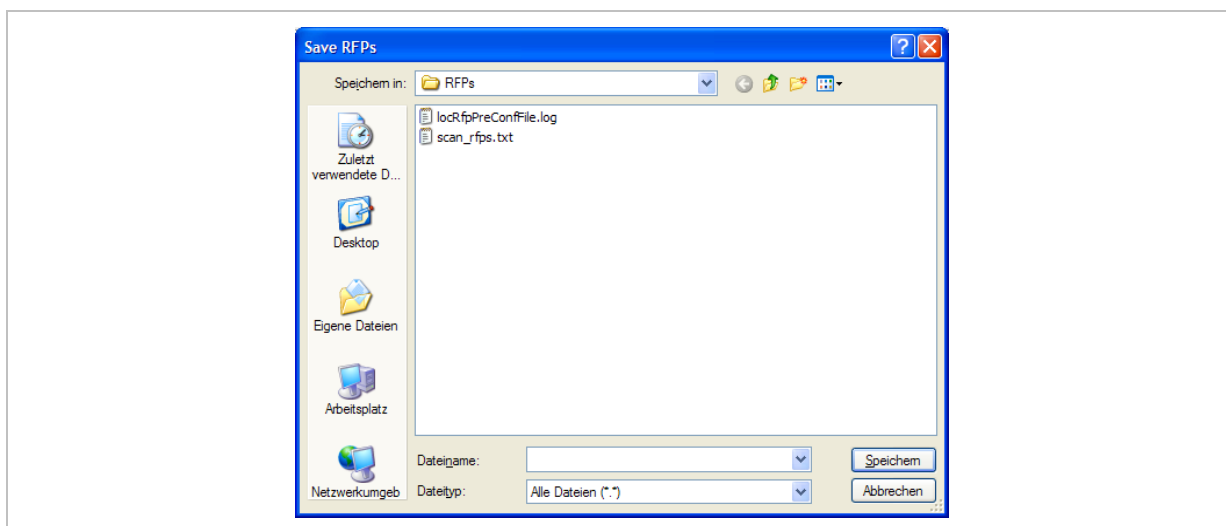 Save RFPs
Speichern in:
RFPs
locRfpPreConfFile.log
scan_rfps.txt
Zuletzt
verwendete D...
Desktop
Eigene Dateien
Arbeitsplatz
Netzwerkumgeb
Dateiname:
Speichern
Dateityp:
Alle Dateien (*.*)
Abbrechen